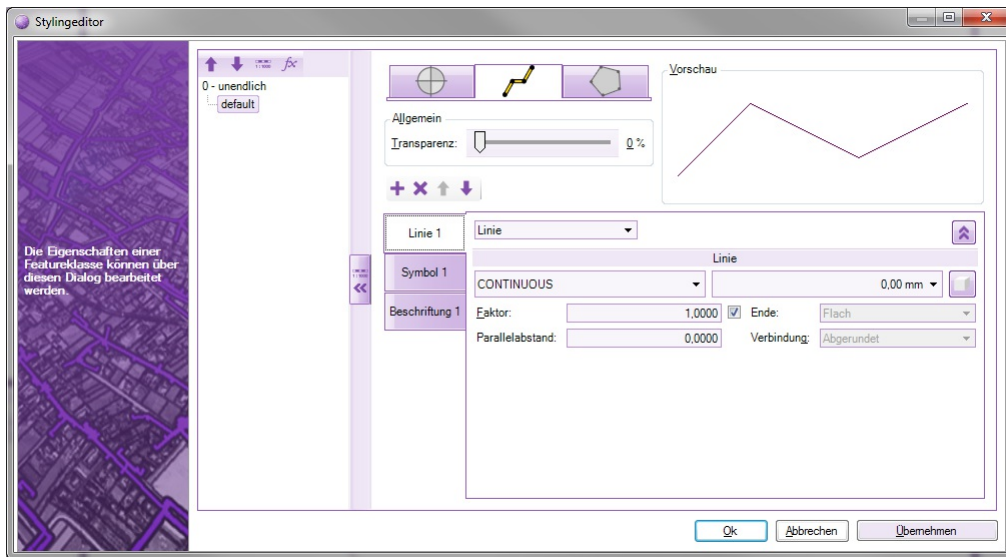 Stylingeditor
Die Eigenschaften einer
Featureklasse können über
diesen Dialog bearbeitet
werden.
fx
0 - unendlich
default
Allgemein
Transparenz:
0 %
Vorschau
Linie 1
Symbol 1
Beschriftung 1
Linie
Linie
CONTINUOUS
0,00 mm
Faktor:
1,0000
Ende:
Flach
Parallelabstand:
0,0000
Verbindung:
Abgerundet
Ok
Abbrechen
Übernehmen